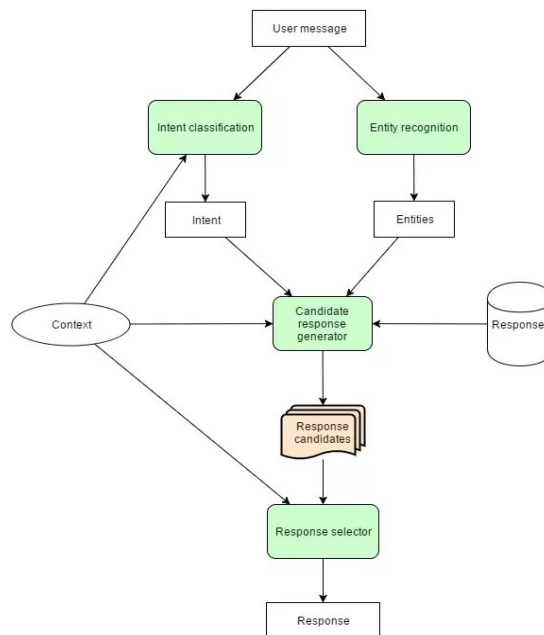 User message
Intent classification
Entity recognition
Intent
Entities
Context
Candidate
response
generator
Response
Response
candidates
Response selector
Response